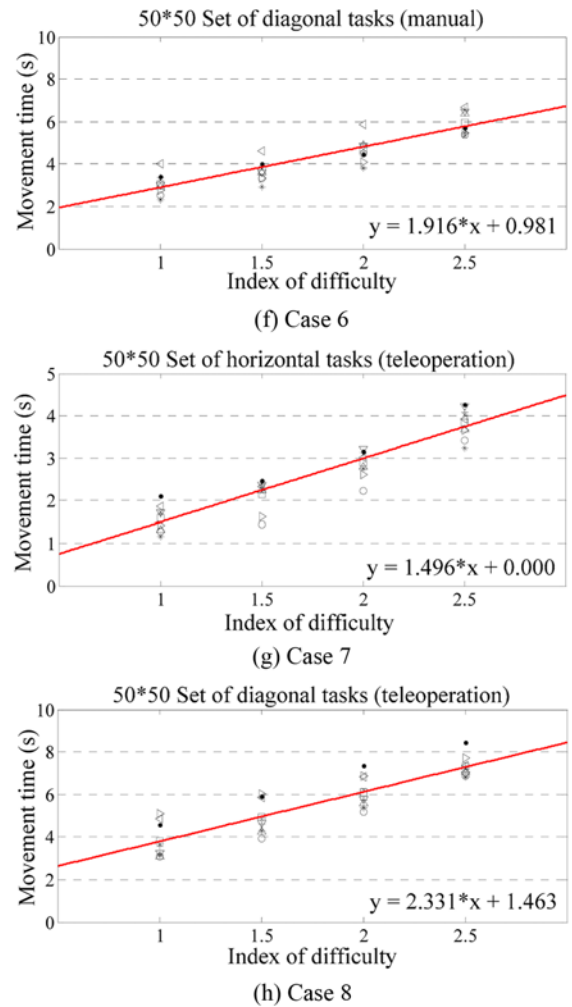 50*50 Set of diagonal tasks (manual)
10
8
6
4
2
0
Movement time (s)
y = 1.916*x + 0.981
1 1.5 2 2.5
Index of difficulty
(f) Case 6
50*50 Set of horizontal tasks (teleoperation)
5
4
3
2
1
0
Movement time (s)
y = 1.496*x + 0.000
1 1.5 2 2.5
Index of difficulty
(g) Case 7
50*50 Set of diagonal tasks (teleoperation)
10
8
6
4
2
0
Movement time (s)
y = 2.331*x + 1.463
1 1.5 2 2.5
Index of difficulty
(h) Case 8